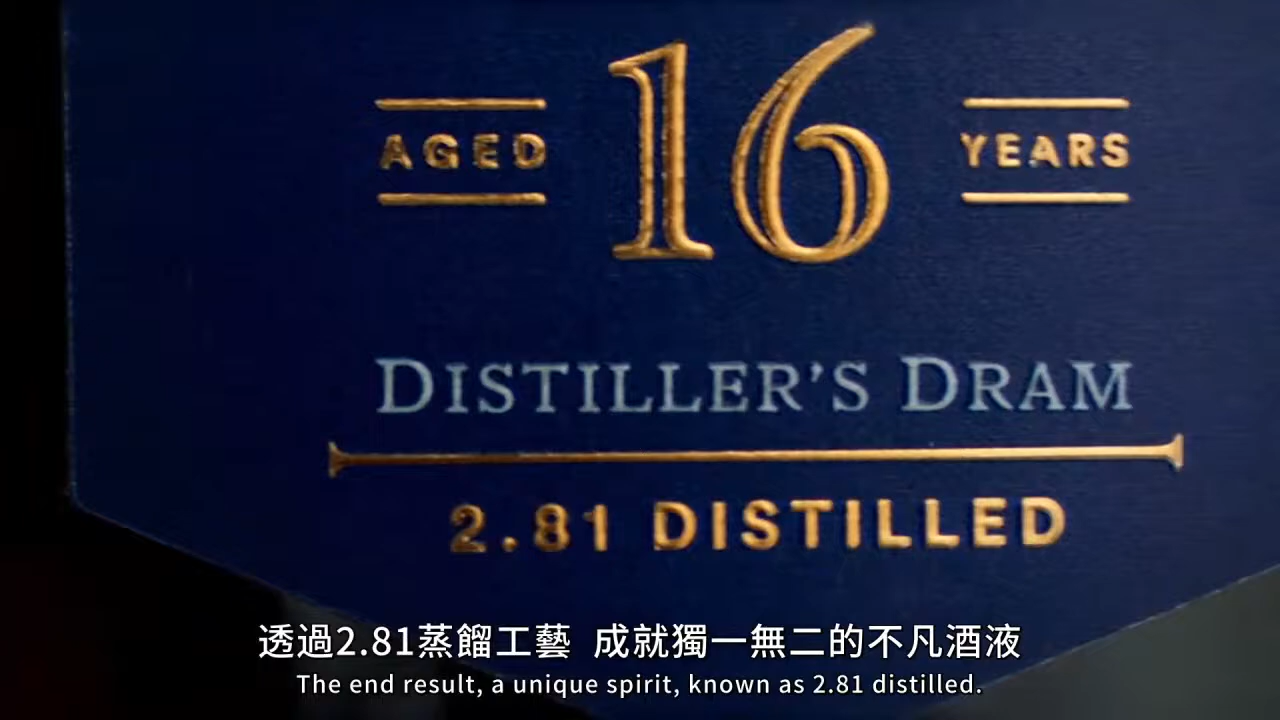 AGED 16 YEARS
DISTILLER'S DRAM
2.81 DISTILLED
透過2.81蒸餾工藝 成就獨一無二的不凡酒液
The end result, a unique spirit, known as 2.81 distilled.